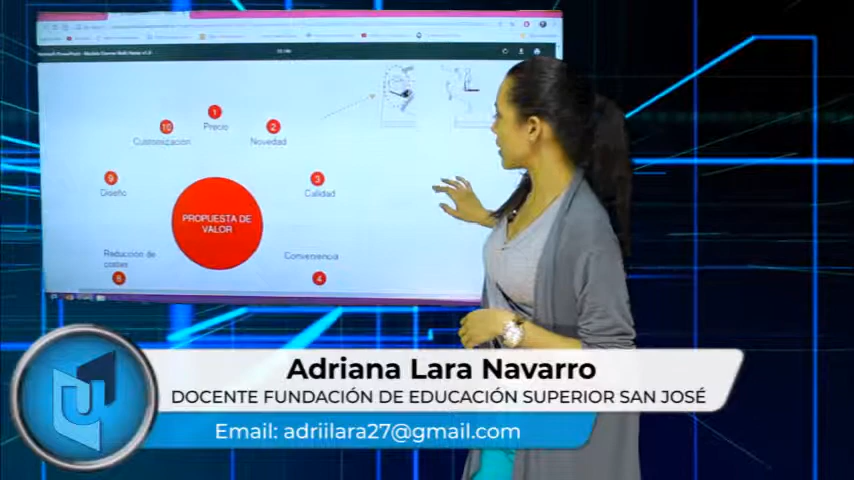 1
Precio
10
Customización
2
Novedad
9
Diseño
3
Calidad
PROPUESTA DE
VALOR
Reducción de
costes
8
Conveniencia
4
Adriana Lara Navarro
DOCENTE FUNDACIÓN DE EDUCACIÓN SUPERIOR SAN JOSÉ
Email: adriilara27@gmail.com